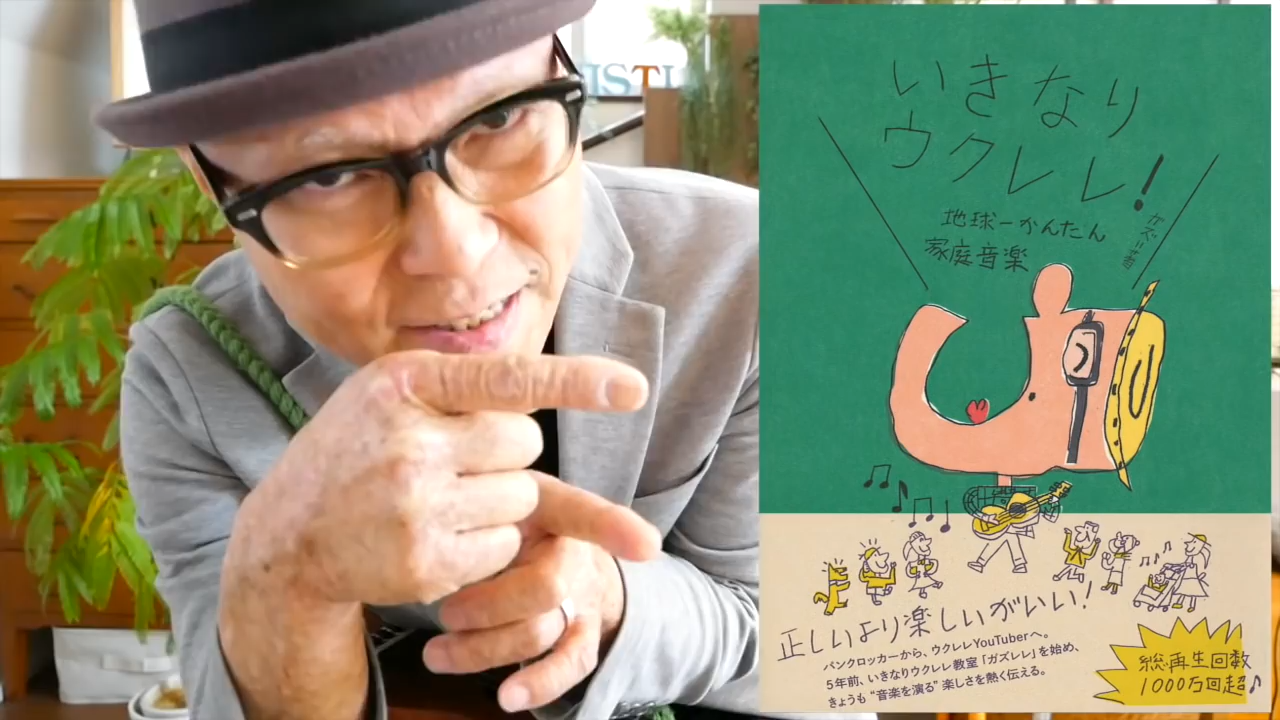 いきなり
ウクレレ!
地球一かんたん
家庭音楽
ガズ!!著
正しいより楽しいがいい!
パンクロッカーから、ウクレレYouTuberへ。
5年前、いきなりウクレレ教室「ガズレレ」を始め、
きょうも“音楽を演る”楽しさを熱く伝える。
総再生回数
1000万回超♪